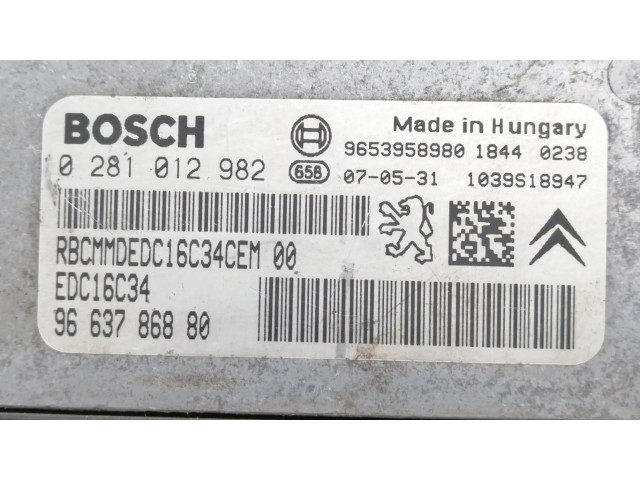 BOSCH
Made in Hungary
9653958980 1844 0238
0 281 012 982 658 07-05-31 1039S18947
RBCMMDEDC16C34CEM 00
EDC16C34
96 637 868 80